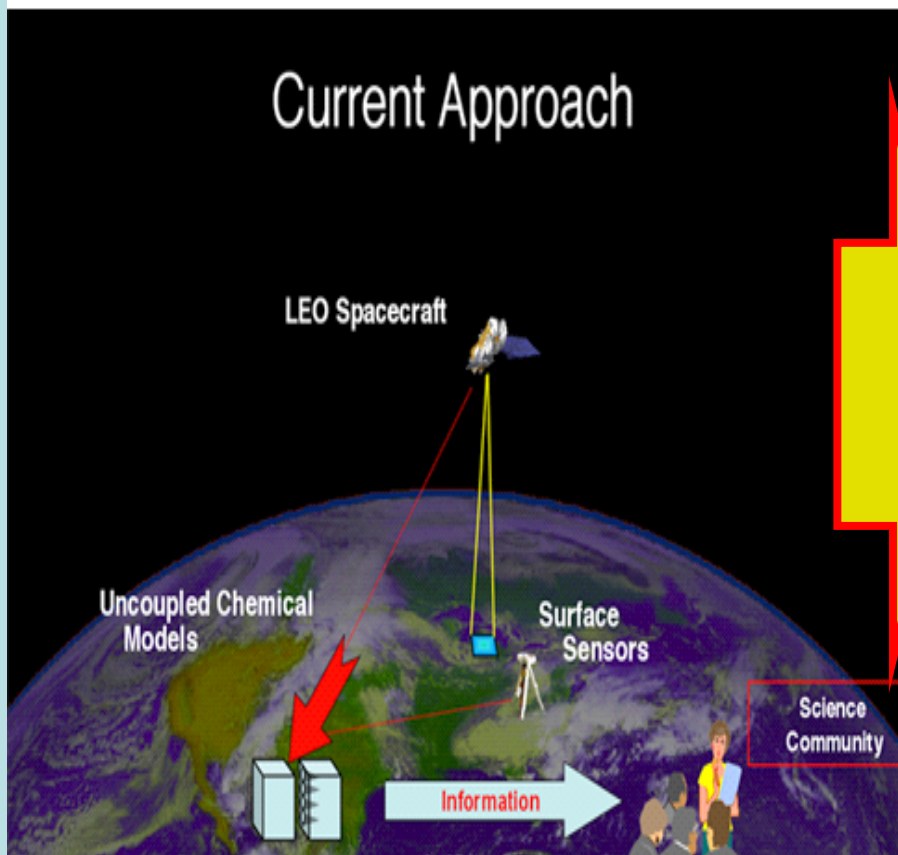 Current Approach
LEO Spacecraft
Uncoupled Chemical
Models
Surface
Sensors
Science
Community
Information